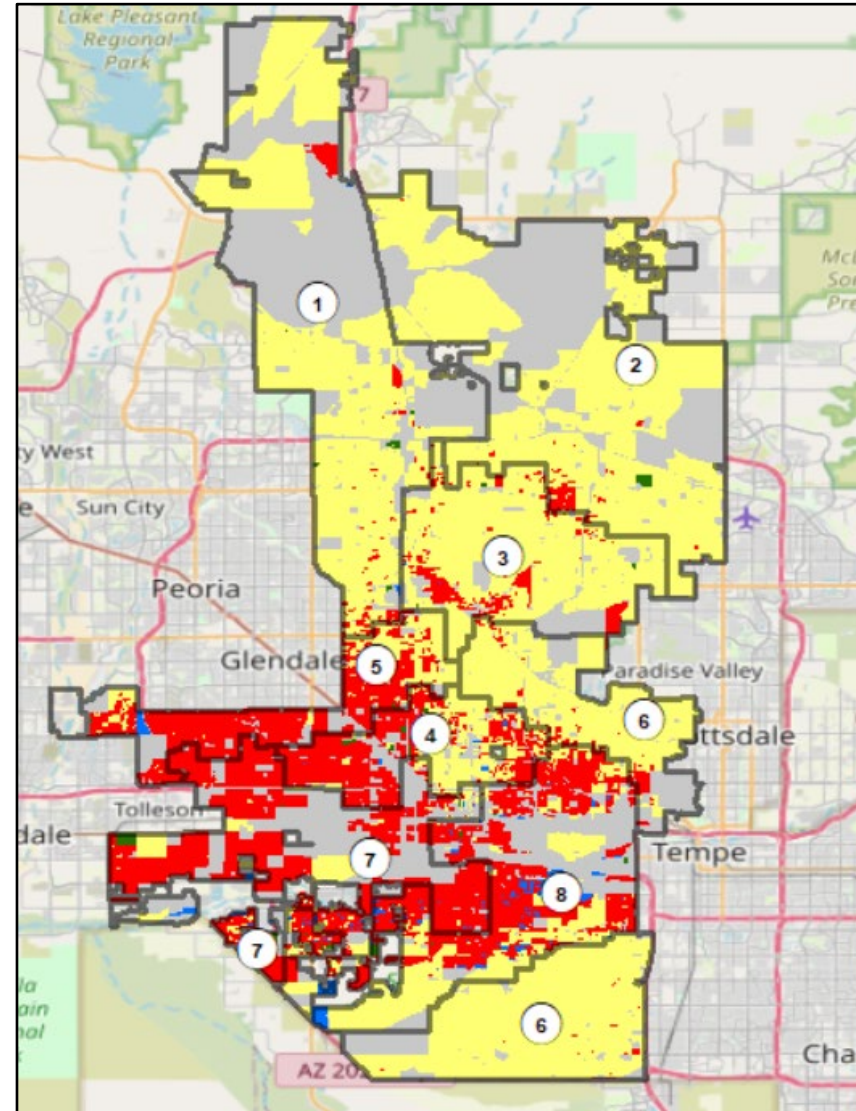 Lake Pleasant
Regional
Park
7
1
2
ty West
Sun City
3
Peoria
Glendale
5
Paradise Valley
6
4
ttsdale
Tolleson
dale
7
Tempe
8
7
6
AZ 20
Cha